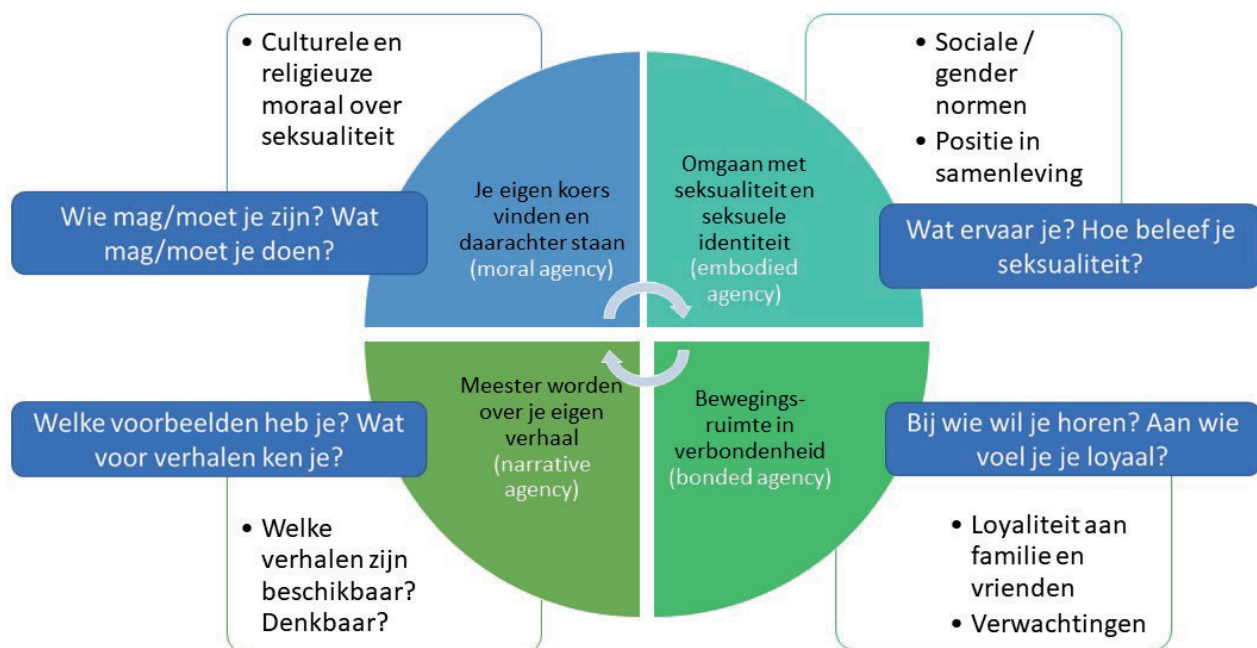 • Culturele en
religieuze
moraal over
seksualiteit
Wie mag/moet je zijn? Wat
mag/moet je doen?
Je eigen koers
vinden en
daarachter staan
(moral agency)
Omgaan met
seksualiteit en
seksuele
identiteit
(embodied
agency)
• Sociale /
gender
normen
• Positie in
samenleving
Wat ervaar je? Hoe beleef je
seksualiteit?
Welke voorbeelden heb je? Wat
voor verhalen ken je?
• Welke
verhalen zijn
beschikbaar?
Denkbaar?
Meester worden
over je eigen
verhaal
(narrative
agency)
Bewegings-
ruimte in
verbondenheid
(bonded agency)
Bij wie wil je horen? Aan wie
voel je je loyaal?
• Loyaliteit aan
familie en
vrienden
• Verwachtingen